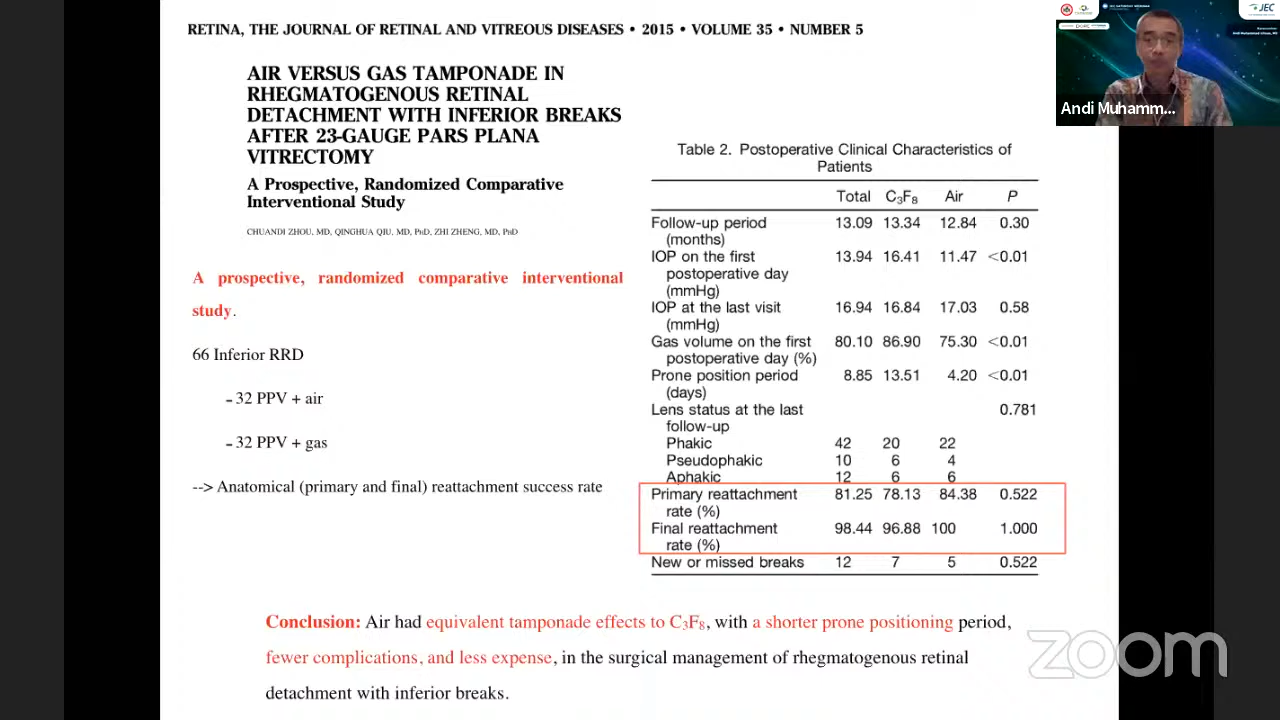 RETINA, THE JOURNAL OF RETINAL AND VITREOUS DISEASES • 2015 • VOLUME 35 • NUMBER 5
AIR VERSUS GAS TAMPONADE IN
RHEGMATOGENOUS RETINAL
DETACHMENT WITH INFERIOR BREAKS
AFTER 23-GAUGE PARS PLANA
VITRECTOMY
A Prospective, Randomized Comparative
Interventional Study
CHUANDI ZHOU, MD, QINGHUA QIU, MD, PhD, ZHI ZHENG, MD, PhD
A prospective, randomized comparative interventional
study.
66 Inferior RRD
- 32 PPV + air
- 32 PPV + gas
--> Anatomical (primary and final) reattachment success rate
Table 2. Postoperative Clinical Characteristics of
Patients
Total C₃F₈ Air P
Follow-up period 13.09 13.34 12.84 0.30
(months)
IOP on the first 13.94 16.41 11.47 <0.01
postoperative day
(mmHg)
IOP at the last visit 16.94 16.84 17.03 0.58
(mmHg)
Gas volume on the first 80.10 86.90 75.30 <0.01
postoperative day (%)
Prone position period 8.85 13.51 4.20 <0.01
(days)
Lens status at the last 0.781
follow-up
Phakic 42 20 22
Pseudophakic 10 6 4
Aphakic 12 6 6
Primary reattachment 81.25 78.13 84.38 0.522
rate (%)
Final reattachment 98.44 96.88 100 1.000
rate (%)
New or missed breaks 12 7 5 0.522
Conclusion: Air had equivalent tamponade effects to C₃F₈, with a shorter prone positioning period,
fewer complications, and less expense, in the surgical management of rhegmatogenous retinal
detachment with inferior breaks.
JEC
Andi Muhamm...
zoom